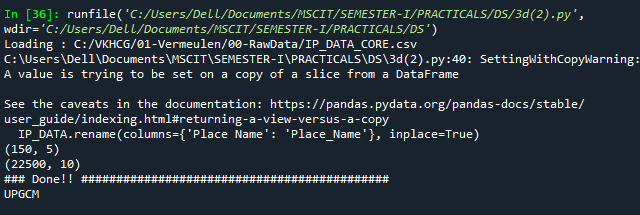 In [36]: runfile('C:/Users/Dell/Documents/MSCIT/SEMESTER-I/PRACTICALS/DS/3d(2).py',
wdir='C:/Users/Dell/Documents/MSCIT/SEMESTER-I/PRACTICALS/DS')
Loading : C:/VKHCG/01-Vermeulen/00-RawData/IP_DATA_CORE.csv
C:\Users\Dell\Documents\MSCIT\SEMESTER-I\PRACTICALS\DS\3d(2).py:40: SettingWithCopyWarning:
A value is trying to be set on a copy of a slice from a DataFrame

See the caveats in the documentation: https://pandas.pydata.org/pandas-docs/stable/
user_guide/indexing.html#returning-a-view-versus-a-copy
  IP_DATA.rename(columns={'Place Name': 'Place_Name'}, inplace=True)
(150, 5)
(22500, 10)
### Done!! ############################################
UPGCM